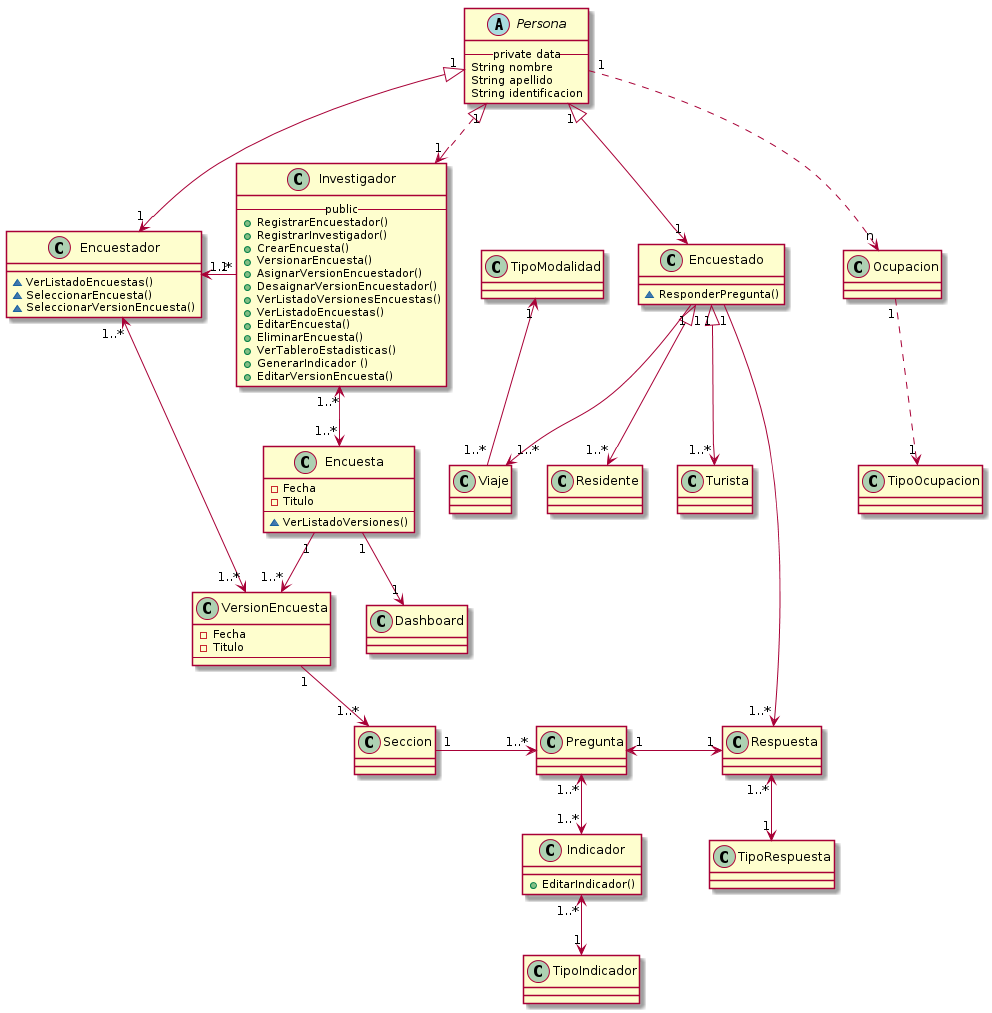 A Persona
private data
String nombre
String apellido
String identificacion
1
1
1
1
1
1
1
n
C Investigador
public
RegistrarEncuestador()
RegistrarInvestigador()
CrearEncuesta()
VersionarEncuesta()
AsignarVersionEncuestador()
DesaignarVersionEncuestador()
VerListadoVersionesEncuestas()
VerListadoEncuestas()
EditarEncuesta()
EliminarEncuesta()
VerTableroEstadisticas()
GenerarIndicador ()
EditarVersionEncuesta()
C Encuestador
VerListadoEncuestas()
SeleccionarEncuesta()
SeleccionarVersionEncuesta()
1..*
C TipoModalidad
1
C Encuestado
ResponderPregunta()
1
1
1
1
C Ocupacion
1
1..*
1..*
1..*
C Encuesta
Fecha
Titulo
VerListadoVersiones()
1..*
1..*
1..*
1..*
1
C Viaje
C Residente
C Turista
C TipoOcupacion
1
1
1..*
1..*
1
C VersionEncuesta
Fecha
Titulo
C Dashboard
1
1..*
1..*
C Seccion
1
1..*
C Pregunta
1
1
C Respuesta
1..*
1..*
1..*
1
C Indicador
EditarIndicador()
C TipoRespuesta
1..*
1
C TipoIndicador